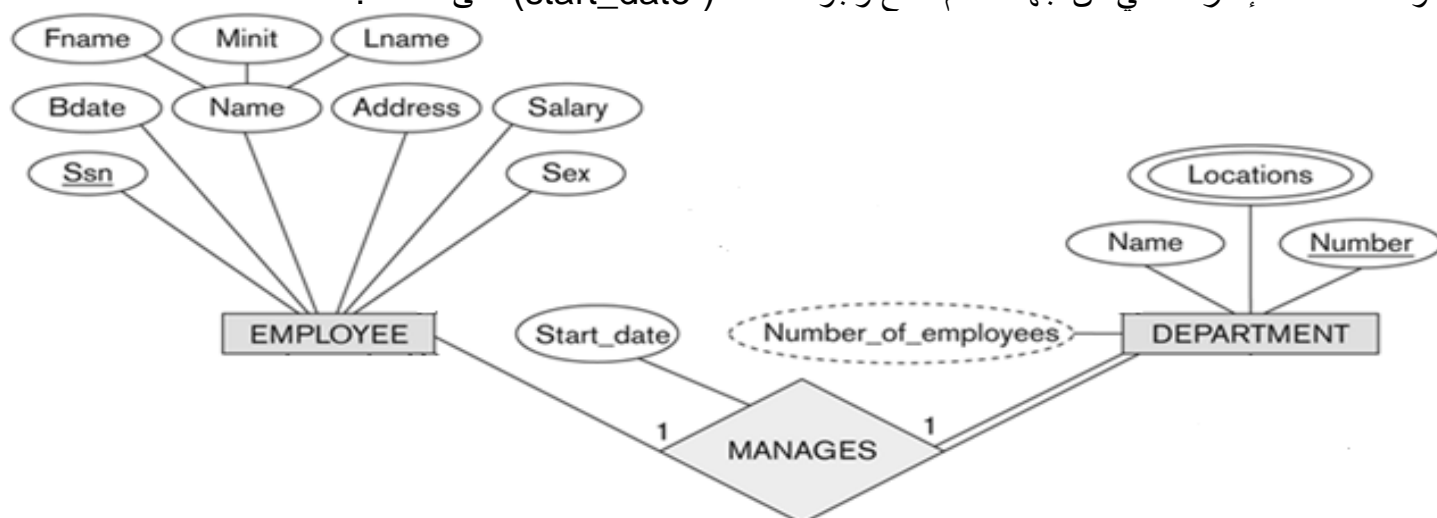 (start_date )
Fname Minit Lname
Bdate Name Address Salary
Ssn Sex
Locations
Name Number
EMPLOYEE Start_date Number_of_employees DEPARTMENT
1 1
MANAGES